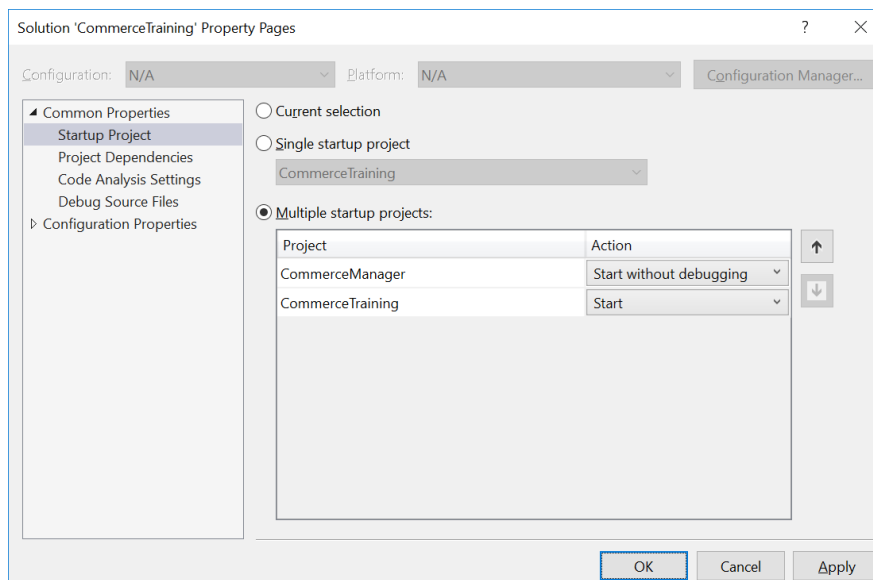 Solution 'CommerceTraining' Property Pages
?
Configuration: N/A Platform: N/A Configuration Manager...
Common Properties
Startup Project
Project Dependencies
Code Analysis Settings
Debug Source Files
Configuration Properties
Current selection
Single startup project
CommerceTraining
Multiple startup projects:
Project Action
CommerceManager Start without debugging
CommerceTraining Start
OK Cancel Apply